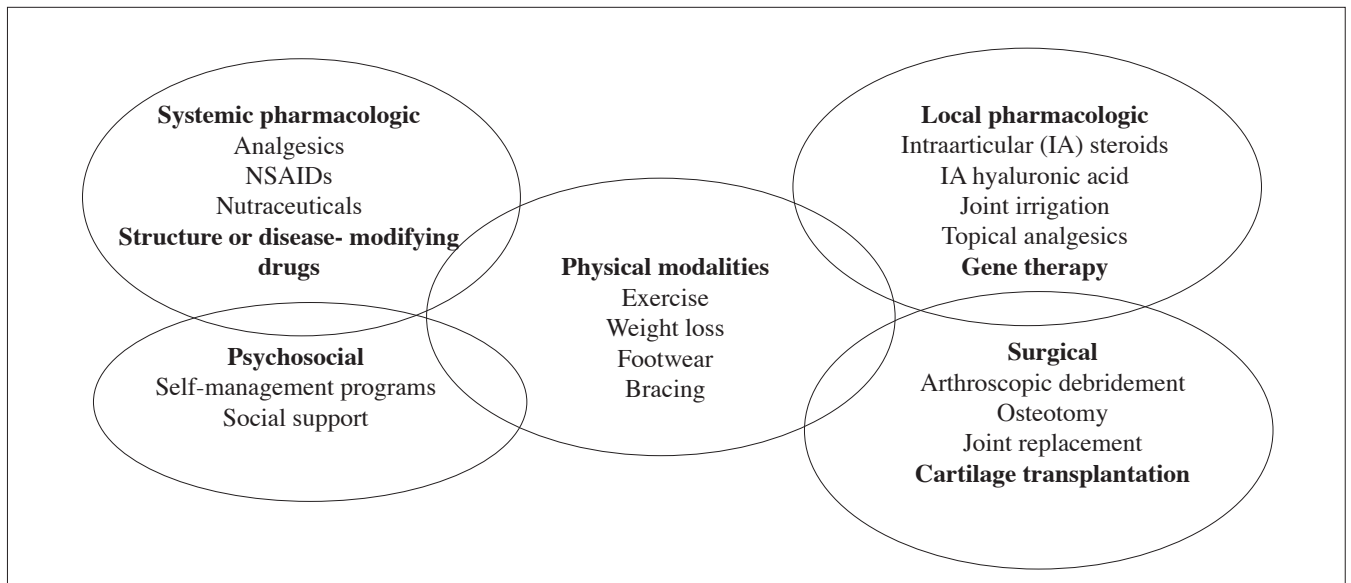 Systemic pharmacologic
Analgesics
NSAIDs
Nutraceuticals
Structure or disease- modifying
drugs
Psychosocial
Self-management programs
Social support
Physical modalities
Exercise
Weight loss
Footwear
Bracing
Local pharmacologic
Intraarticular (IA) steroids
IA hyaluronic acid
Joint irrigation
Topical analgesics
Gene therapy
Surgical
Arthroscopic debridement
Osteotomy
Joint replacement
Cartilage transplantation